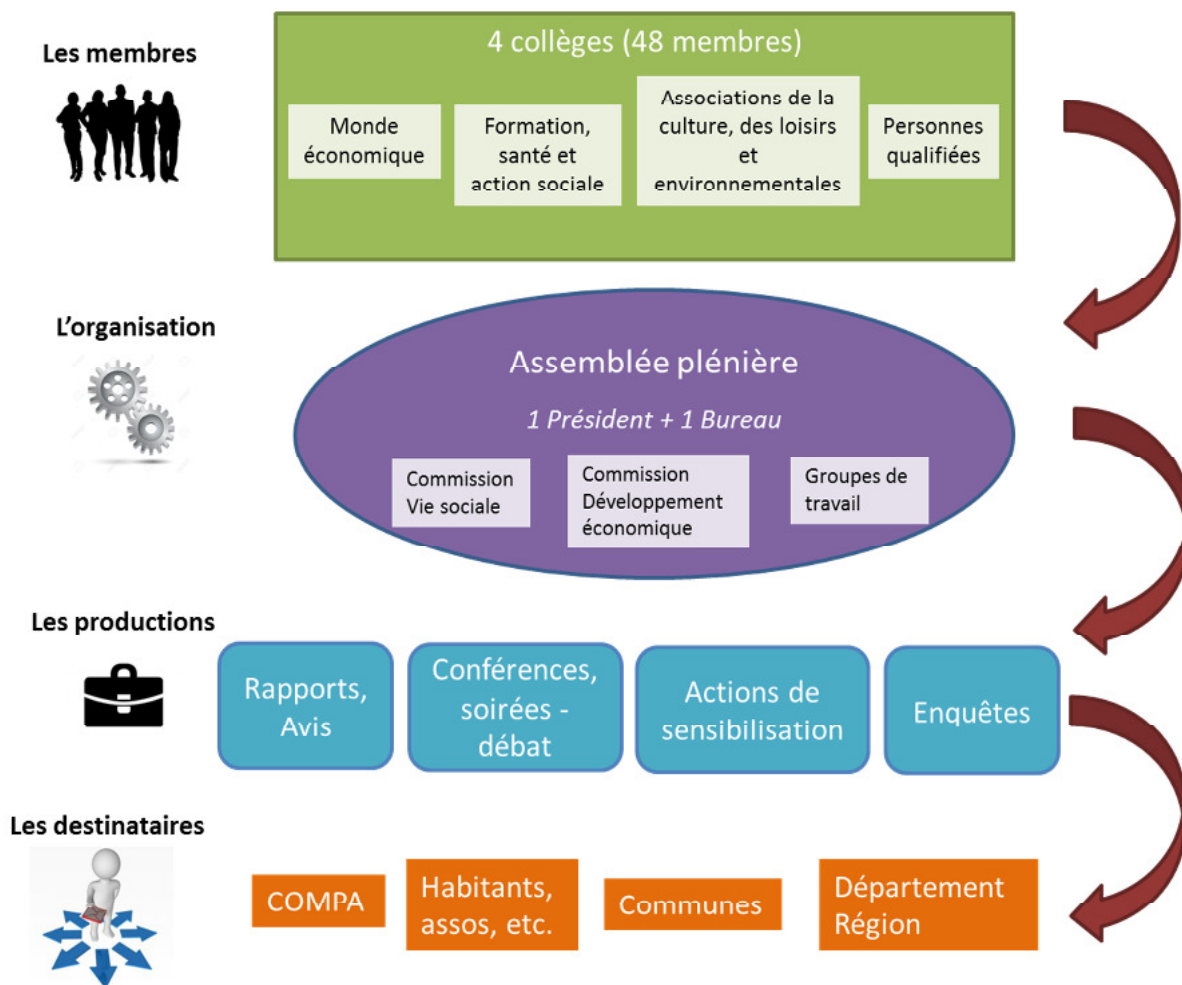 Les membres
4 collèges (48 membres)
Monde
économique
Formation,
santé et
action sociale
Associations de la
culture, des loisirs
et
environnementales
Personnes
qualifiées
L'organisation
Assemblée plénière
1 Président + 1 Bureau
Commission
Vie sociale
Commission
Développement
économique
Groupes de
travail
Les productions
Rapports,
Avis
Conférences,
soirées -
débat
Actions de
sensibilisation
Enquêtes
Les destinataires
COMPA
Habitants,
assos, etc.
Communes
Département
Région